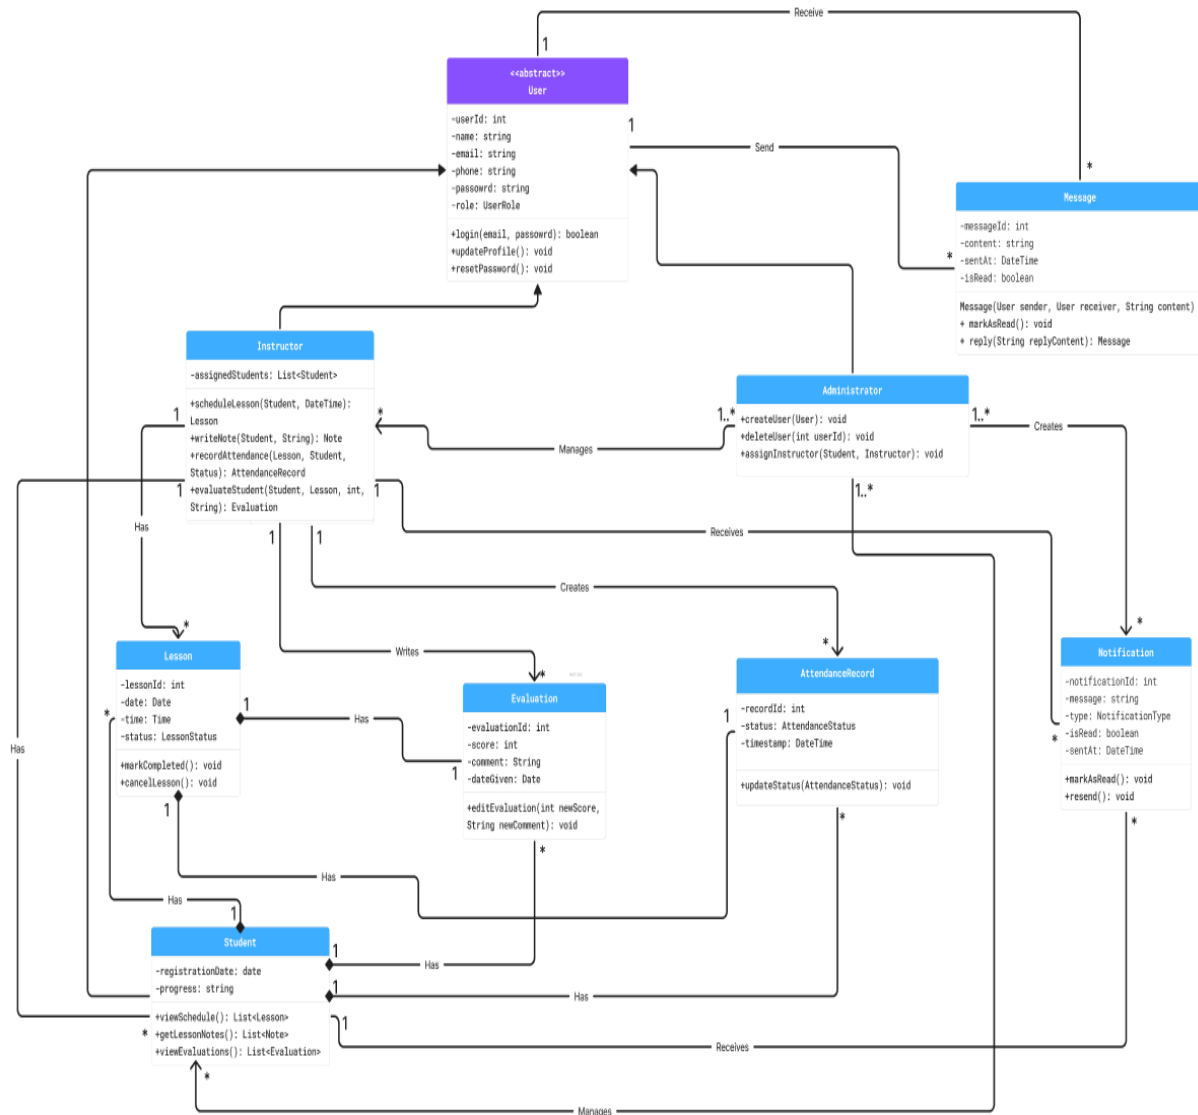 Receive
1
<<abstract>>
User
-userId: int
-name: string
-email: string
-phone: string
-passowrd: string
-role: UserRole
+login(email, passowrd): boolean
+updateProfile(): void
+resetPassword(): void
1
Send
*
*
Message
-messageId: int
-content: string
-sentAt: DateTime
-isRead: boolean
Message(User sender, User receiver, String content)
+ markAsRead(): void
+ reply(String replyContent): Message
Instructor
-assignedStudents: List<Student>
+scheduleLesson(Student, DateTime):
Lesson
+writeNote(Student, String): Note
+recordAttendance(Lesson, Student,
Status): AttendanceRecord
+evaluateStudent(Student, Lesson, int,
String): Evaluation
1
*
1
1
1
1
Manages
Administrator
+createUser(User): void
+deleteUser(int userId): void
+assignInstructor(Student, Instructor): void
1..*
1..*
1..*
Creates
Has
Receives
Creates
Writes
*
Lesson
-lessonId: int
-date: Date
-time: Time
-status: LessonStatus
+markCompleted(): void
+cancelLesson(): void
*
1
1
Has
1
*
Evaluation
-evaluationId: int
-score: int
-comment: String
-dateGiven: Date
+editEvaluation(int newScore,
String newComment): void
*
*
AttendanceRecord
-recordId: int
-status: AttendanceStatus
-timestamp: DateTime
+updateStatus(AttendanceStatus): void
1
*
*
Notification
-notificationId: int
-message: string
-type: NotificationType
-isRead: boolean
-sentAt: DateTime
+markAsRead(): void
+resend(): void
*
*
Has
Has
Has
1
Student
-registrationDate: date
-progress: string
+viewSchedule(): List<Lesson>
+getLessonNotes(): List<Note>
+viewEvaluations(): List<Evaluation>
1
Has
1
Has
1
Receives
*
*
Manages